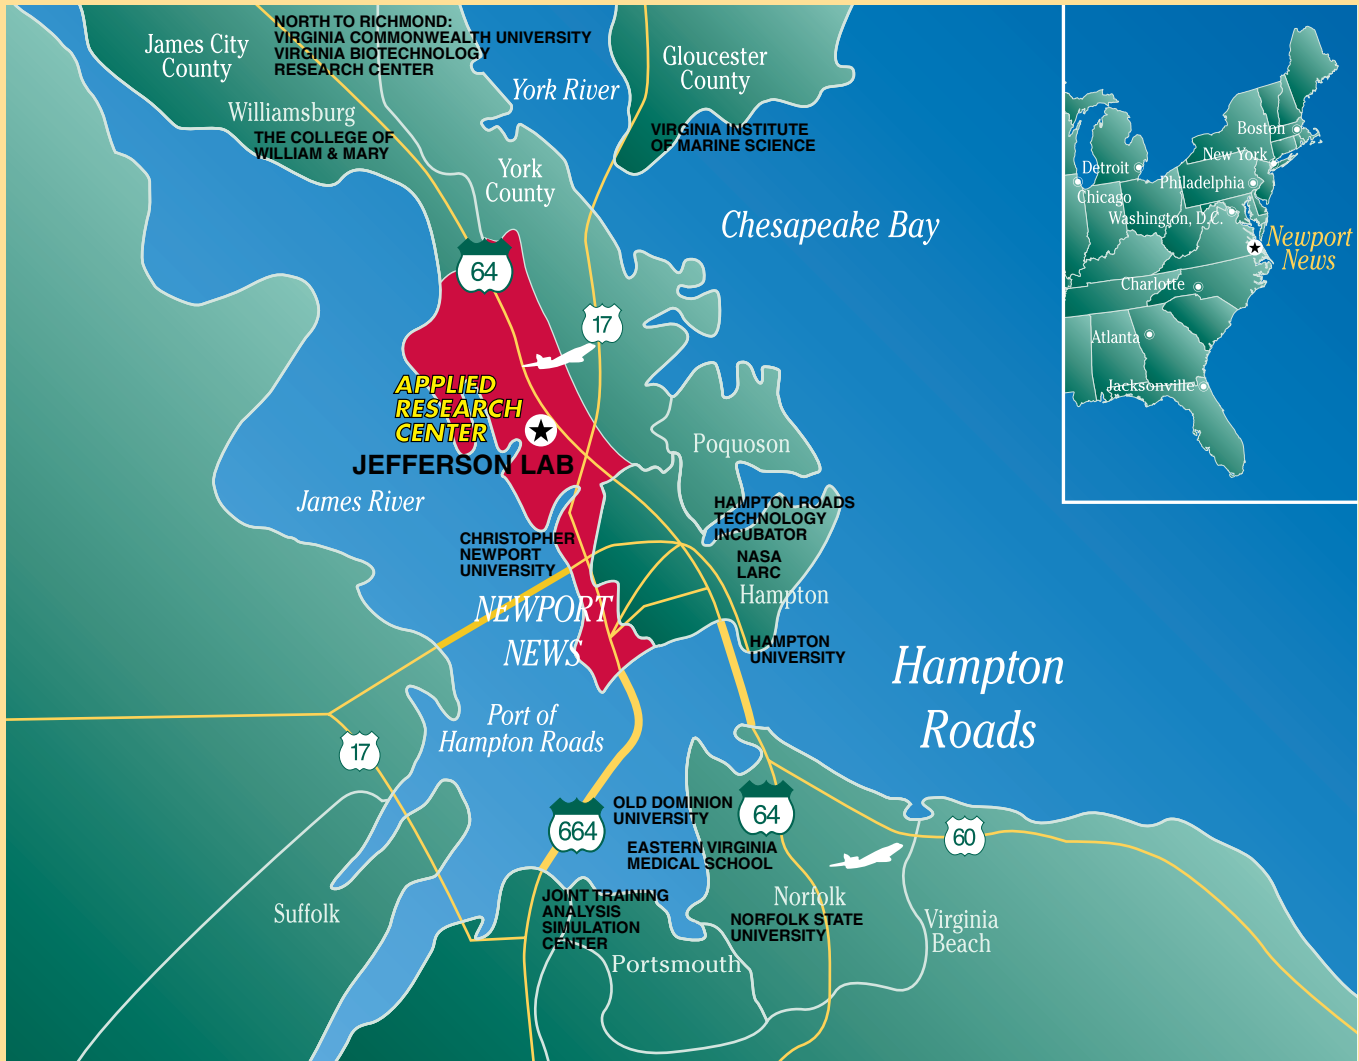 NORTH TO RICHMOND:
VIRGINIA COMMONWEALTH UNIVERSITY
VIRGINIA BIOTECHNOLOGY
RESEARCH CENTER
James City
County
Gloucester
County
York River
Williamsburg
THE COLLEGE OF
WILLIAM & MARY
VIRGINIA INSTITUTE
OF MARINE SCIENCE
York
County
Chesapeake Bay
64
17
APPLIED
RESEARCH
CENTER
JEFFERSON LAB
James River
Poquoson
HAMPTON ROADS
TECHNOLOGY
INCUBATOR
NASA
LARC
Hampton
CHRISTOPHER
NEWPORT
UNIVERSITY
NEWPORT
NEWS
HAMPTON
UNIVERSITY
Hampton
Roads
Port of
Hampton Roads
17
664
OLD DOMINION
UNIVERSITY
64
60
EASTERN VIRGINIA
MEDICAL SCHOOL
JOINT TRAINING
ANALYSIS
SIMULATION
CENTER
Norfolk
NORFOLK STATE
UNIVERSITY
Virginia
Beach
Suffolk
Portsmouth
Boston
New York
Detroit
Philadelphia
Chicago
Washington, D.C.
Newport
News
Charlotte
Atlanta
Jacksonville